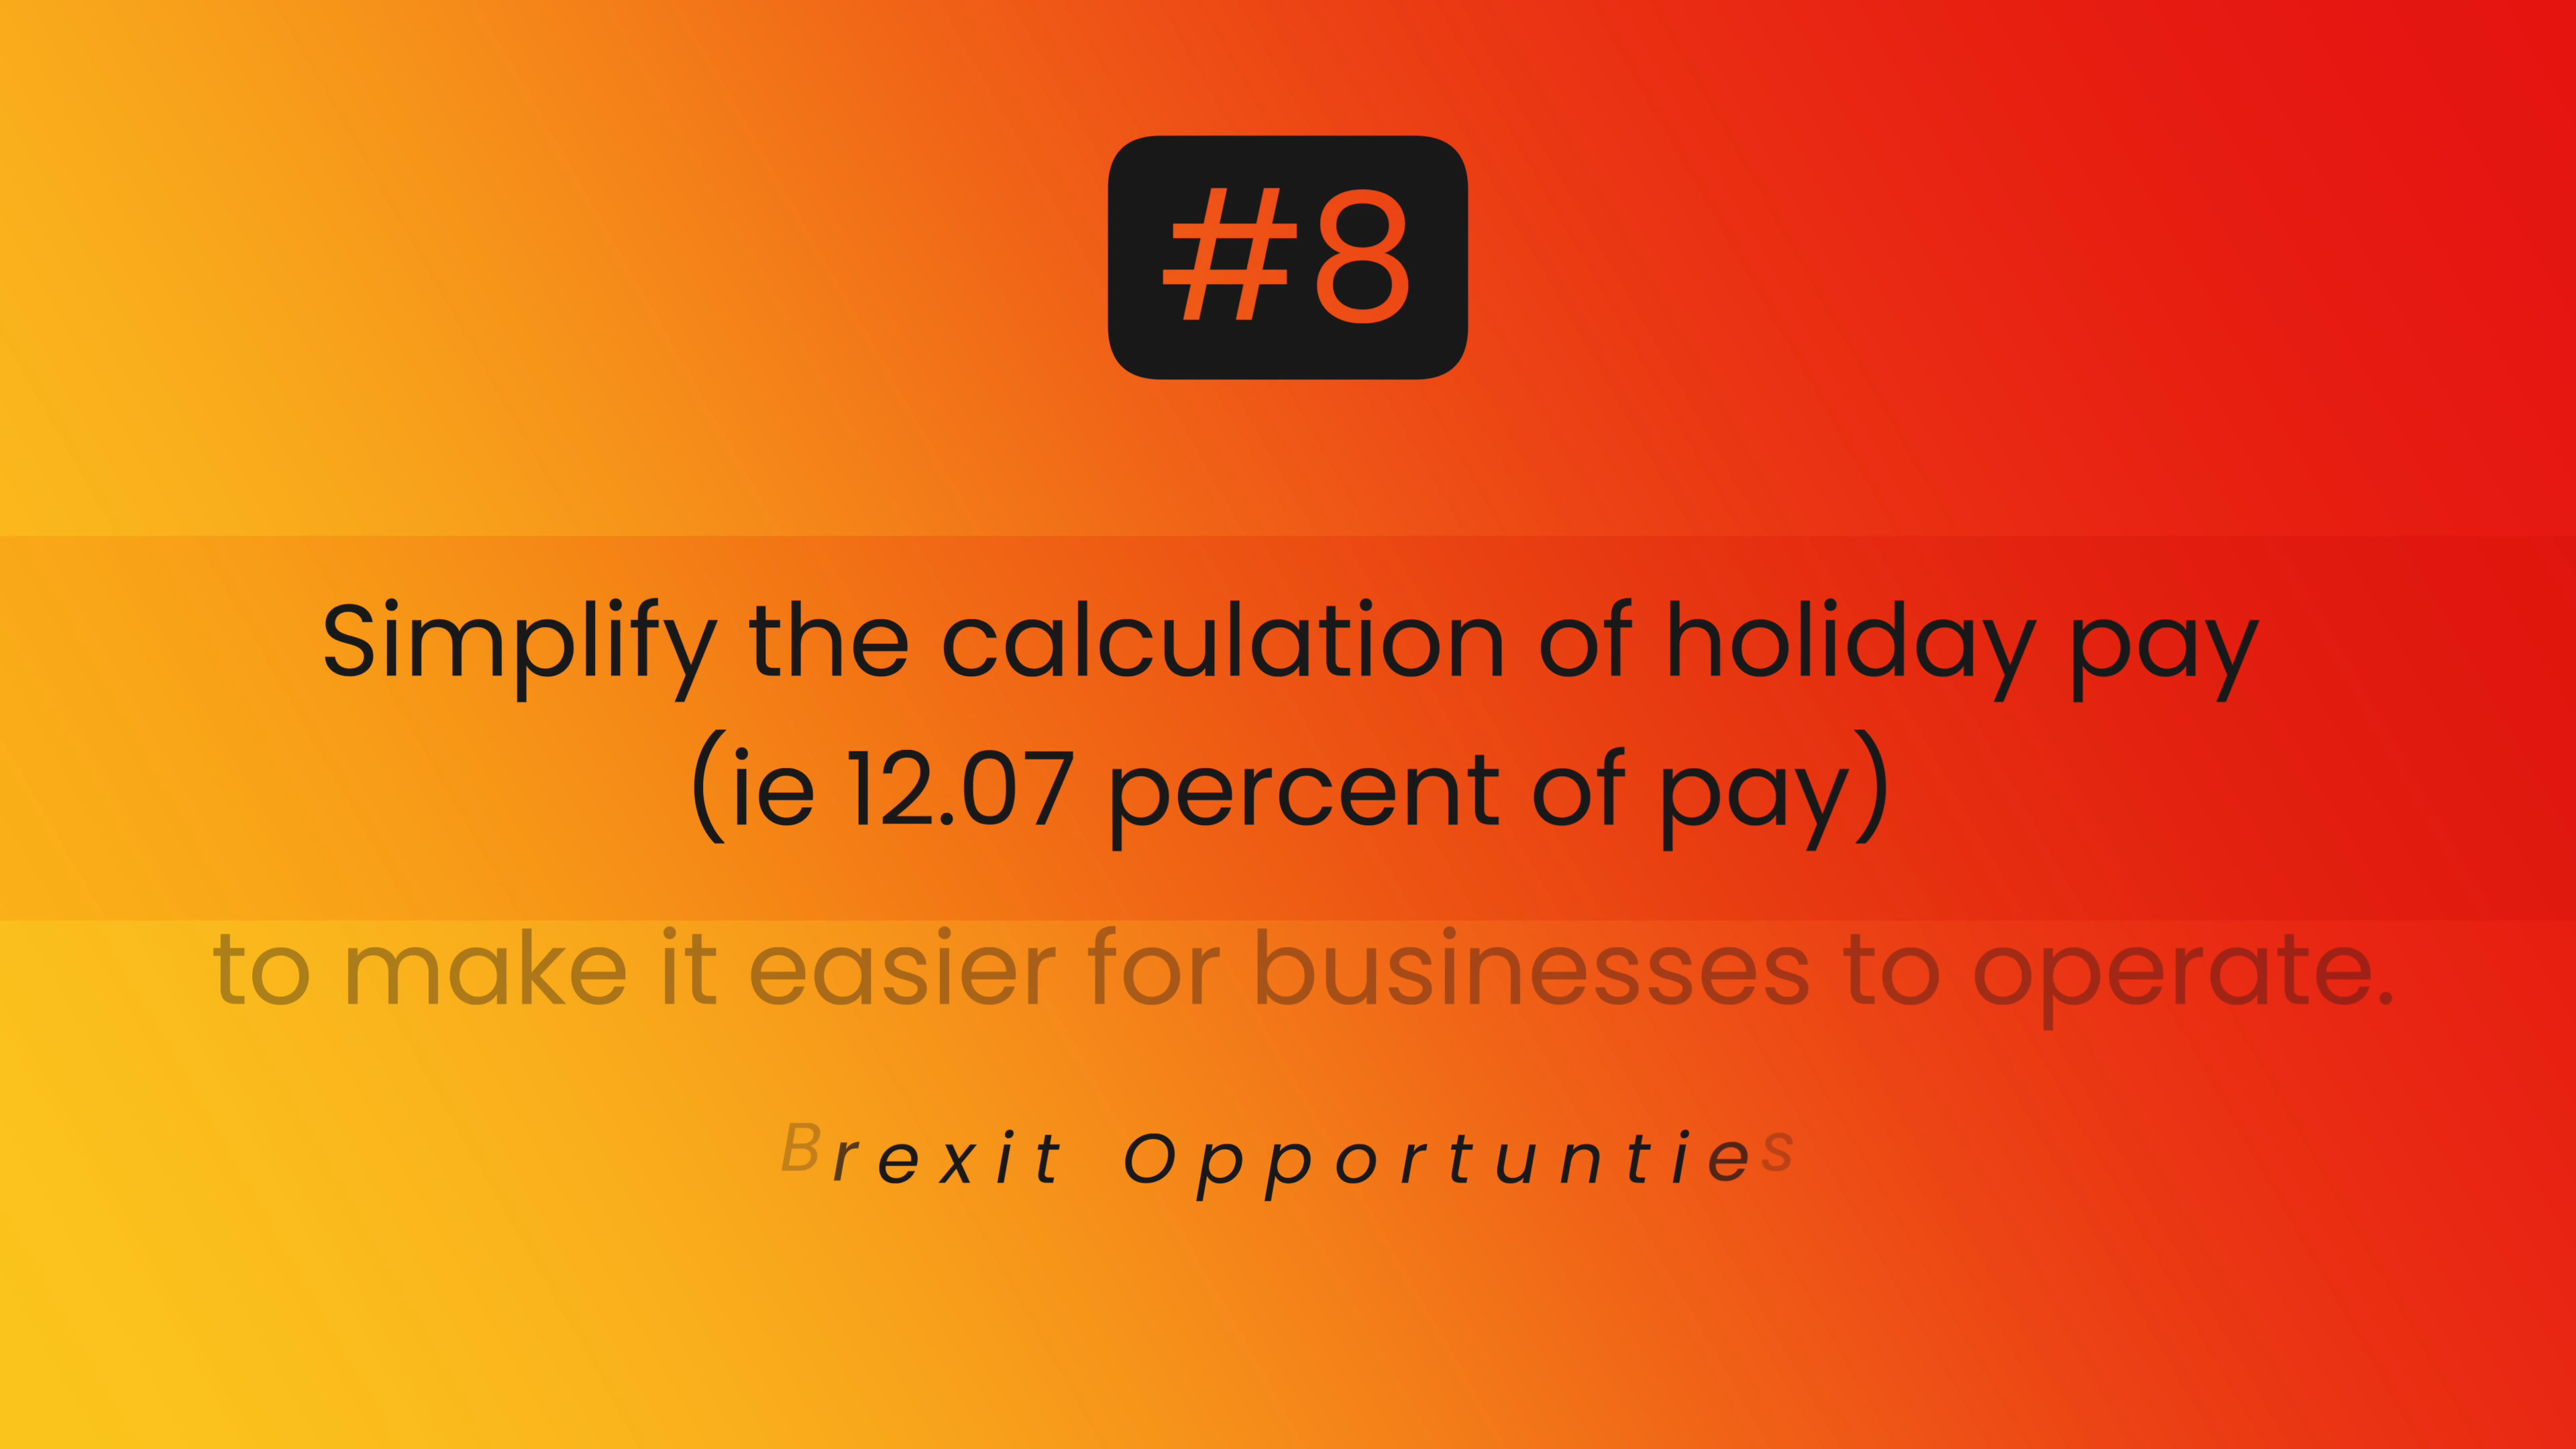 #8
Simplify the calculation of holiday pay
(ie 12.07 percent of pay)
to make it easier for businesses to operate.
Brexit Opportunties